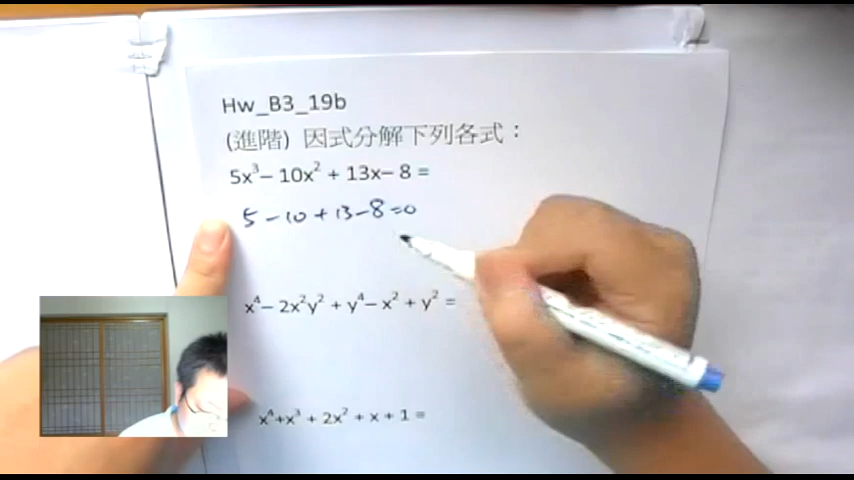 Hw_B3_19b
(進階) 因式分解下列各式：
5x³− 10x² + 13x− 8 =
5 − 10 + 13 − 8 = 0
x⁴− 2x²y² + y⁴− x² + y² =
x⁴+x³ + 2x² + x + 1 =